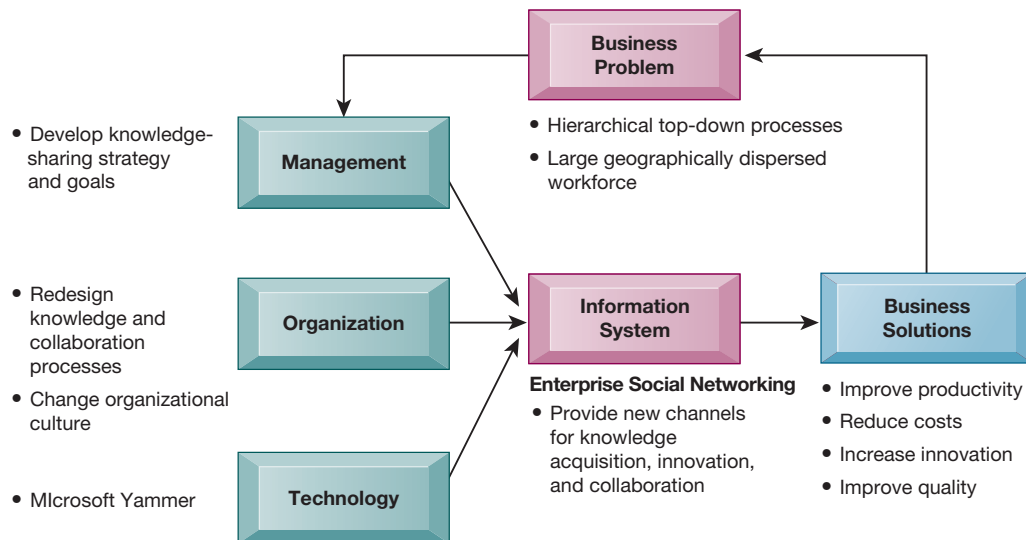 Business
Problem
• Hierarchical top-down processes
• Large geographically dispersed
workforce
• Develop knowledge-
sharing strategy
and goals
Management
• Redesign
knowledge and
collaboration
processes
• Change organizational
culture
Organization
• MIcrosoft Yammer
Technology
Information
System
Enterprise Social Networking
• Provide new channels
for knowledge
acquisition, innovation,
and collaboration
Business
Solutions
• Improve productivity
• Reduce costs
• Increase innovation
• Improve quality